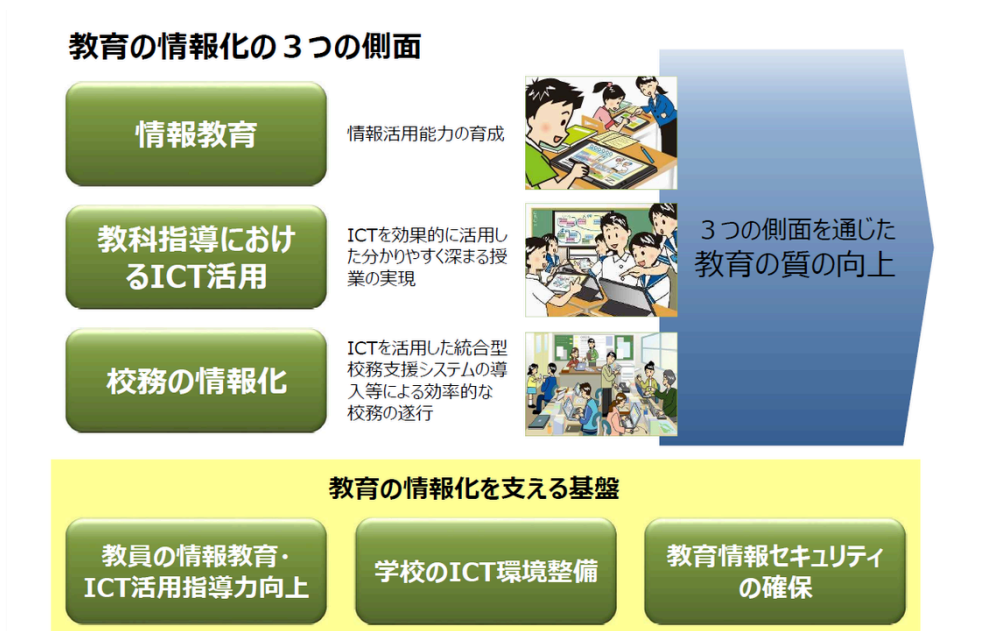 教育の情報化の３つの側面
情報教育
情報活用能力の育成
教科指導におけ
るICT活用
ICTを効果的に活用し
た分かりやすく深まる授
業の実現
校務の情報化
ICTを活用した統合型
校務支援システムの導
入等による効率的な
校務の遂行
３つの側面を通じた
教育の質の向上
教育の情報化を支える基盤
教員の情報教育・
ICT活用指導力向上
学校のICT環境整備
教育情報セキュリティ
の確保